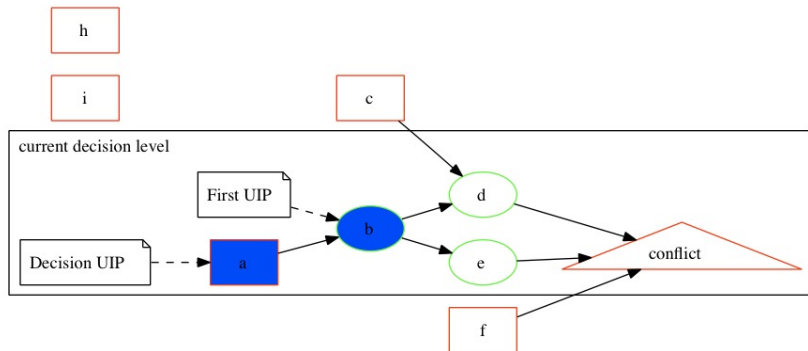 h
i
c
current decision level
First UIP
d
b
Decision UIP
a
e
conflict
f